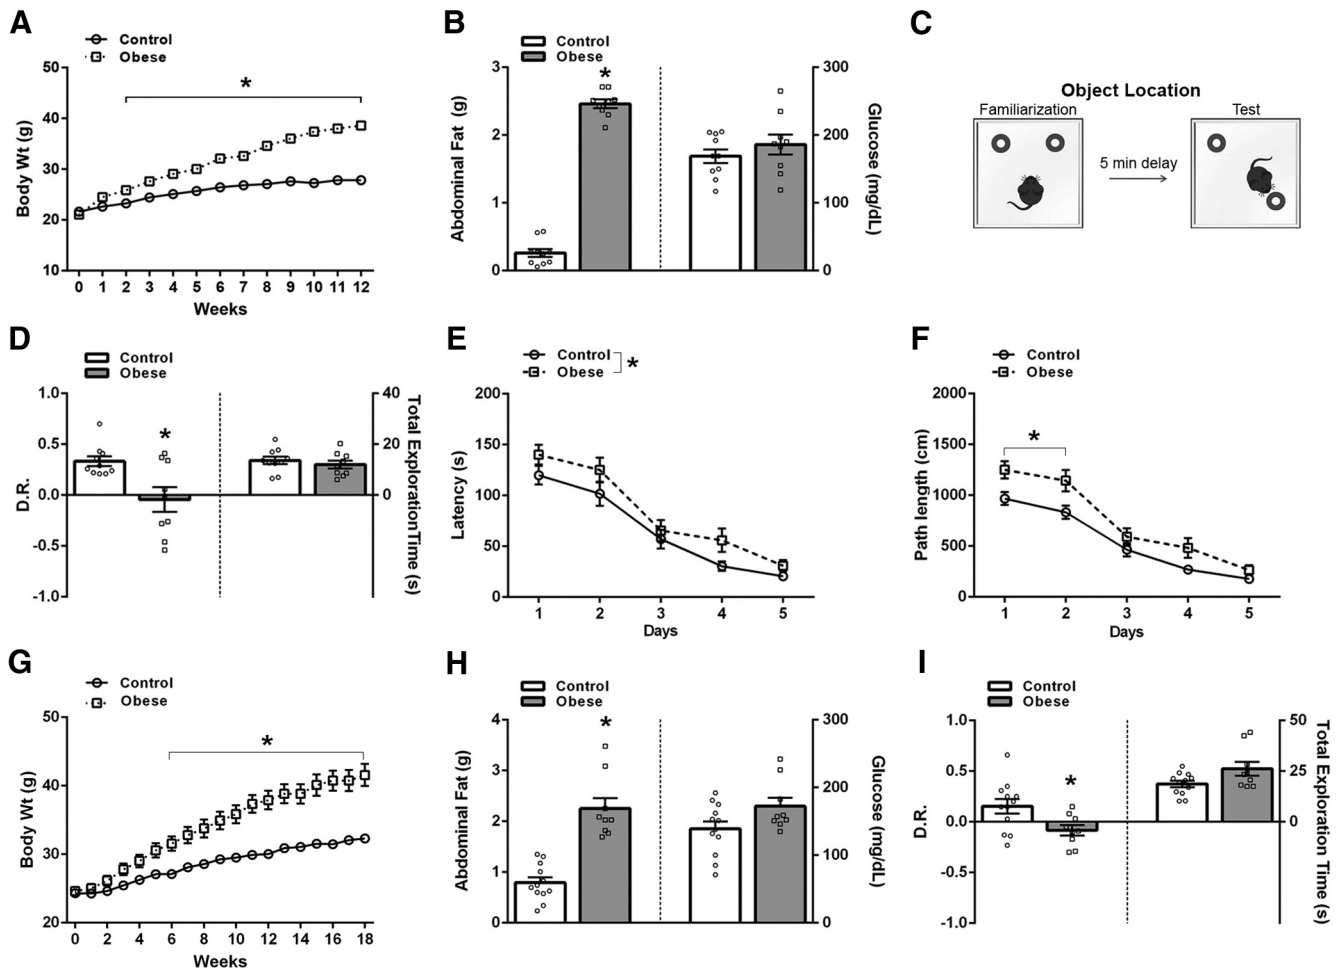 A
Control
Obese
*
Body Wt (g)
50
40
30
20
10
0 1 2 3 4 5 6 7 8 9 10 11 12
Weeks
B
Control
Obese
*
Abdominal Fat (g)
3
2
1
0
300
200
100
0
Glucose (mg/dL)
C
Object Location
Familiarization
Test
5 min delay
D
Control
Obese
*
D.R.
1.0
0.5
0.0
-0.5
-1.0
40
20
0
Total ExplorationTime (s)
E
Control
Obese
*
Latency (s)
200
150
100
50
0
1 2 3 4 5
Days
F
Control
Obese
*
Path length (cm)
2000
1500
1000
500
0
1 2 3 4 5
Days
G
Control
Obese
*
Body Wt (g)
50
40
30
20
0 2 4 6 8 10 12 14 16 18
Weeks
H
Control
Obese
*
Abdominal Fat (g)
4
3
2
1
0
300
200
100
0
Glucose (mg/dL)
I
Control
Obese
*
D.R.
1.0
0.5
0.0
-0.5
-1.0
50
25
0
Total Exploration Time (s)